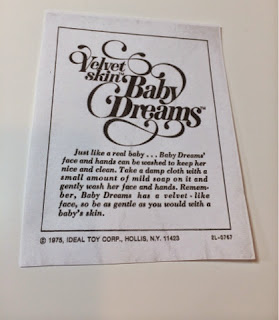 Velvet
skin® Baby
Dreams™
Just like a real baby . . . Baby Dreams'
face and hands can be washed to keep her
nice and clean. Take a damp cloth with a
small amount of mild soap on it and
gently wash her face and hands. Remem-
ber, Baby Dreams has a velvet-like
face, so be as gentle as you would with a
baby's skin.
© 1975, IDEAL TOY CORP., HOLLIS, N.Y. 11423 SL-5767